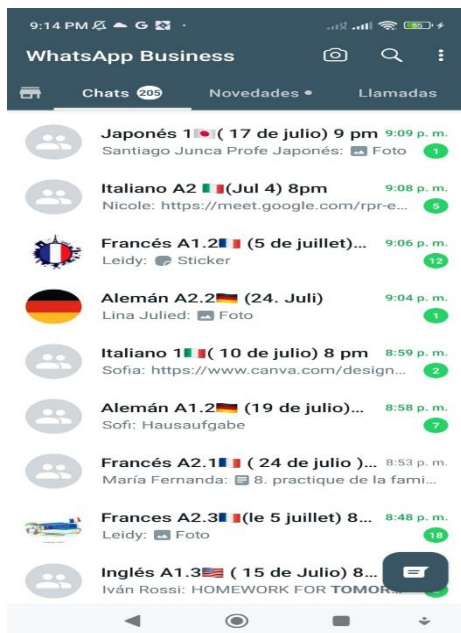 9:14 PM G
WhatsApp Business
Chats 205 Novedades Llamadas
Japonés 1🇯🇵( 17 de julio) 9 pm 9:09 p. m.
Santiago Junca Profe Japonés: Foto 1
Italiano A2 🇮🇹(Jul 4) 8pm 9:08 p. m.
Nicole: https://meet.google.com/rpr-e... 5
Francés A1.2🇫🇷 (5 de juillet)... 9:06 p. m.
Leidy: Sticker 12
Alemán A2.2🇩🇪 (24. Juli) 9:04 p. m.
Lina Julied: Foto 1
Italiano 1🇮🇹( 10 de julio) 8 pm 8:59 p. m.
Sofia: https://www.canva.com/design... 2
Alemán A1.2🇩🇪 (19 de julio)... 8:58 p. m.
Sofi: Hausaufgabe 7
Francés A2.1🇫🇷 ( 24 de julio )... 8:53 p. m.
María Fernanda: 8. practique de la fami...
Frances A2.3🇫🇷(le 5 juillet) 8... 8:48 p. m.
Leidy: Foto 18
Inglés A1.3🇺🇸 ( 15 de Julio) 8...
Iván Rossi: HOMEWORK FOR TOMOR...